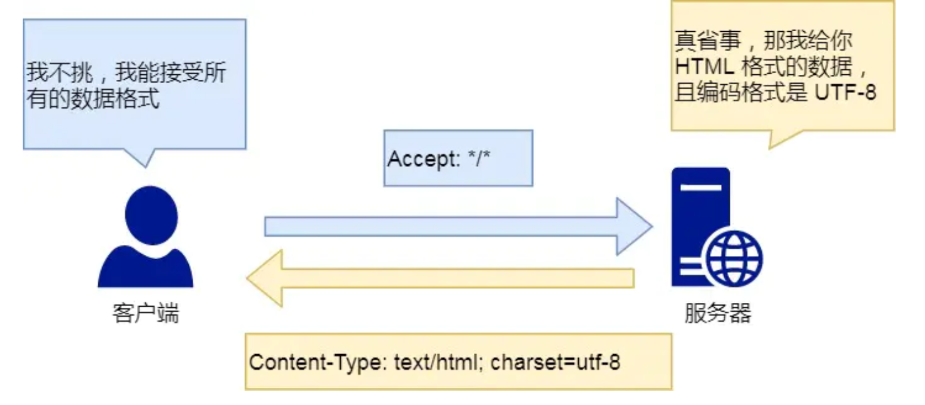 我不挑，我能接受所
有的数据格式
真省事，那我给你
HTML 格式的数据，
且编码格式是 UTF-8
Accept: */*
客户端
服务器
Content-Type: text/html; charset=utf-8